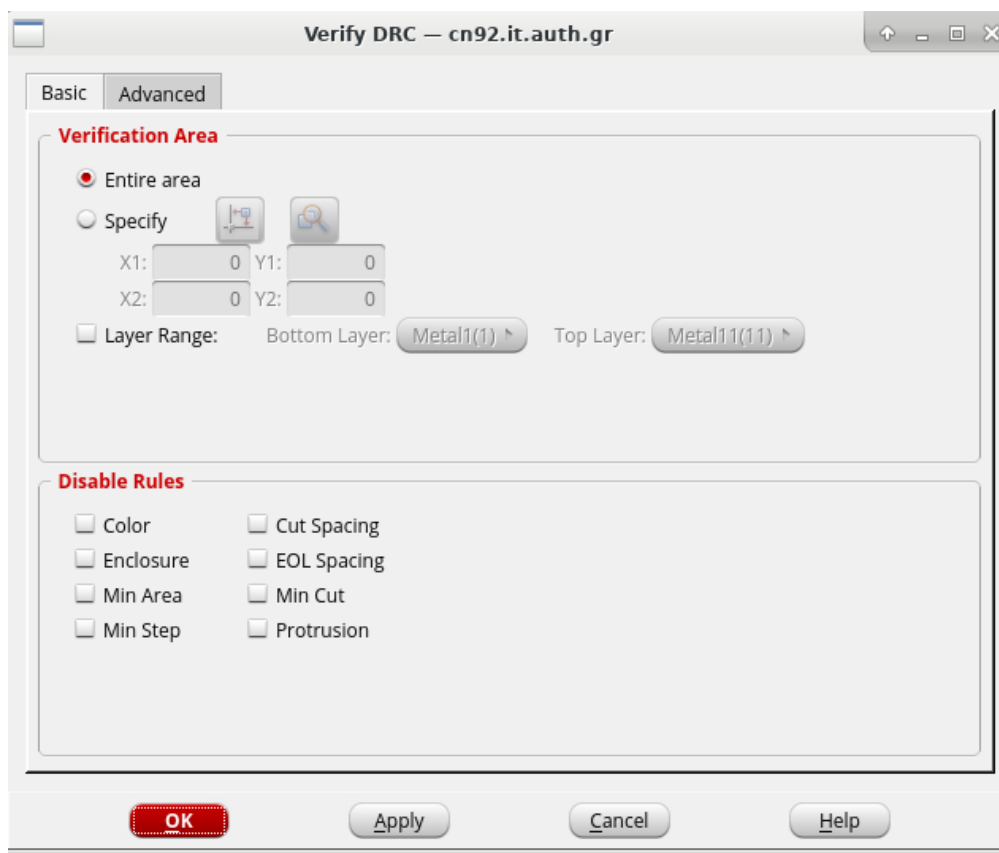 Verify DRC — cn92.it.auth.gr
Basic Advanced
Verification Area
Entire area
Specify
X1: 0 Y1: 0
X2: 0 Y2: 0
Layer Range: Bottom Layer: Metal1(1) Top Layer: Metal11(11)
Disable Rules
Color Cut Spacing
Enclosure EOL Spacing
Min Area Min Cut
Min Step Protrusion
OK Apply Cancel Help